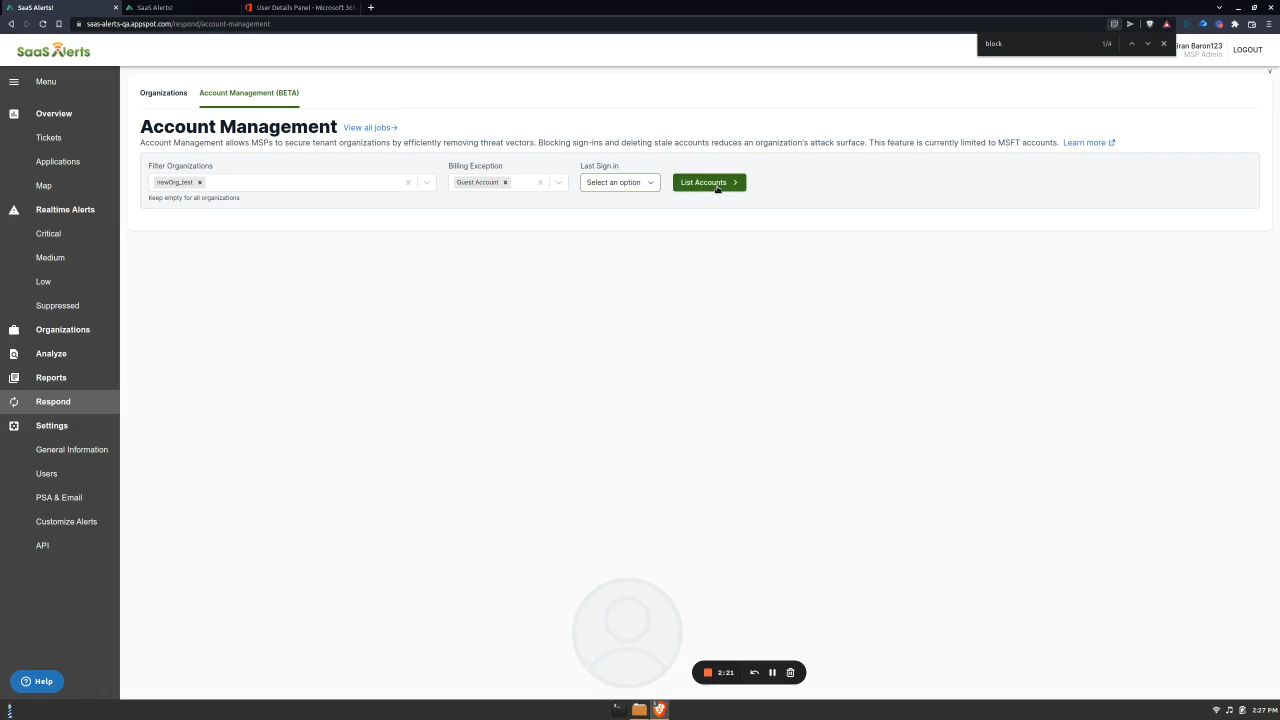 SaaS Alerts!
SaaS Alerts!
User Details Panel - Microsoft 365
saas-alerts-qa.appspot.com/respond/account-management
block
1/4
SaaS Alerts
iran Baron123
MSP Admin
LOGOUT
Menu
Overview
Tickets
Applications
Map
Realtime Alerts
Critical
Medium
Low
Suppressed
Organizations
Analyze
Reports
Respond
Settings
General Information
Users
PSA & Email
Customize Alerts
API
Help
Organizations
Account Management (BETA)
Account Management
View all jobs
Account Management allows MSPs to secure tenant organizations by efficiently removing threat vectors. Blocking sign-ins and deleting stale accounts reduces an organization's attack surface. This feature is currently limited to MSFT accounts. Learn more
Filter Organizations
Billing Exception
Last Sign in
newOrg_test
Guest Account
Select an option
List Accounts
Keep empty for all organizations
2:21
2:27 PM